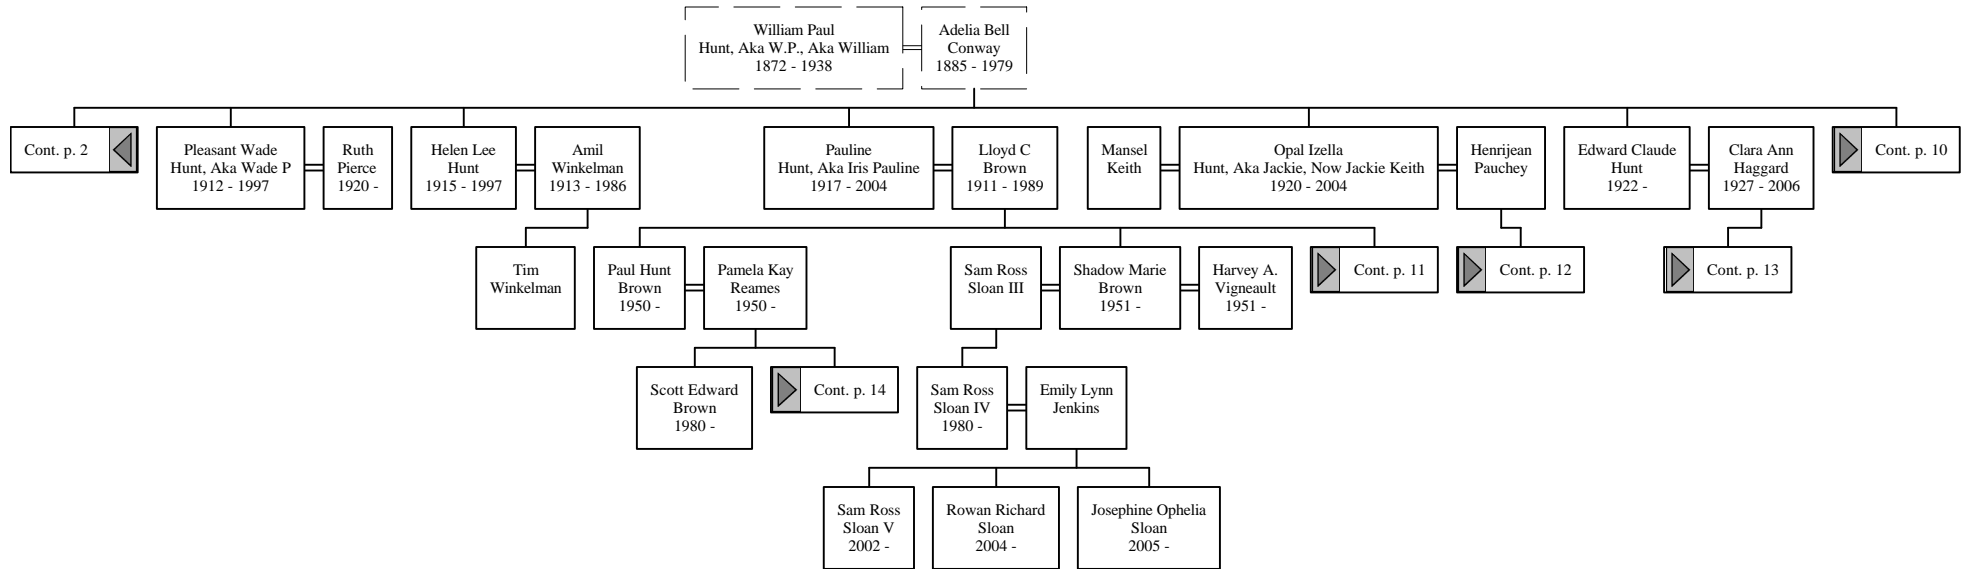 William Paul
Hunt, Aka W.P., Aka William
1872 - 1938
Adelia Bell
Conway
1885 - 1979
Cont. p. 2
Pleasant Wade
Hunt, Aka Wade P
1912 - 1997
Ruth
Pierce
1920 -
Helen Lee
Hunt
1915 - 1997
Amil
Winkelman
1913 - 1986
Pauline
Hunt, Aka Iris Pauline
1917 - 2004
Lloyd C
Brown
1911 - 1989
Mansel
Keith
Opal Izella
Hunt, Aka Jackie, Now Jackie Keith
1920 - 2004
Henrijean
Pauchey
Edward Claude
Hunt
1922 -
Clara Ann
Haggard
1927 - 2006
Cont. p. 10
Tim
Winkelman
Paul Hunt
Brown
1950 -
Pamela Kay
Reames
1950 -
Sam Ross
Sloan III
Shadow Marie
Brown
1951 -
Harvey A.
Vigneault
1951 -
Cont. p. 11
Cont. p. 12
Cont. p. 13
Scott Edward
Brown
1980 -
Cont. p. 14
Sam Ross
Sloan IV
1980 -
Emily Lynn
Jenkins
Sam Ross
Sloan V
2002 -
Rowan Richard
Sloan
2004 -
Josephine Ophelia
Sloan
2005 -